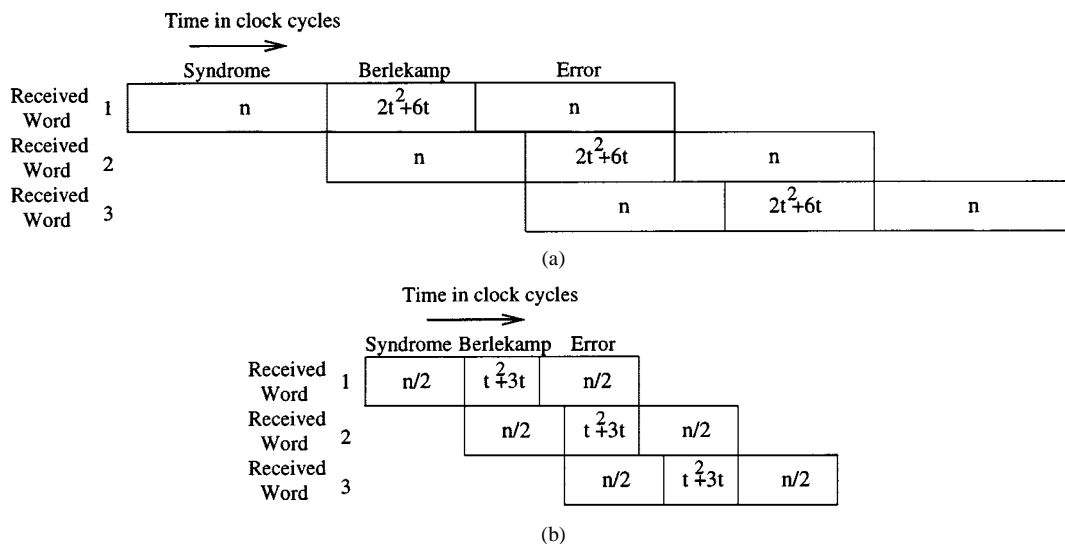 Time in clock cycles
Syndrome Berlekamp Error
Received Word 1 n 2t²+6t n
Received Word 2 n 2t²+6t n
Received Word 3 n 2t²+6t n
(a)
Time in clock cycles
Syndrome Berlekamp Error
Received Word 1 n/2 t²+3t n/2
Received Word 2 n/2 t²+3t n/2
Received Word 3 n/2 t²+3t n/2
(b)